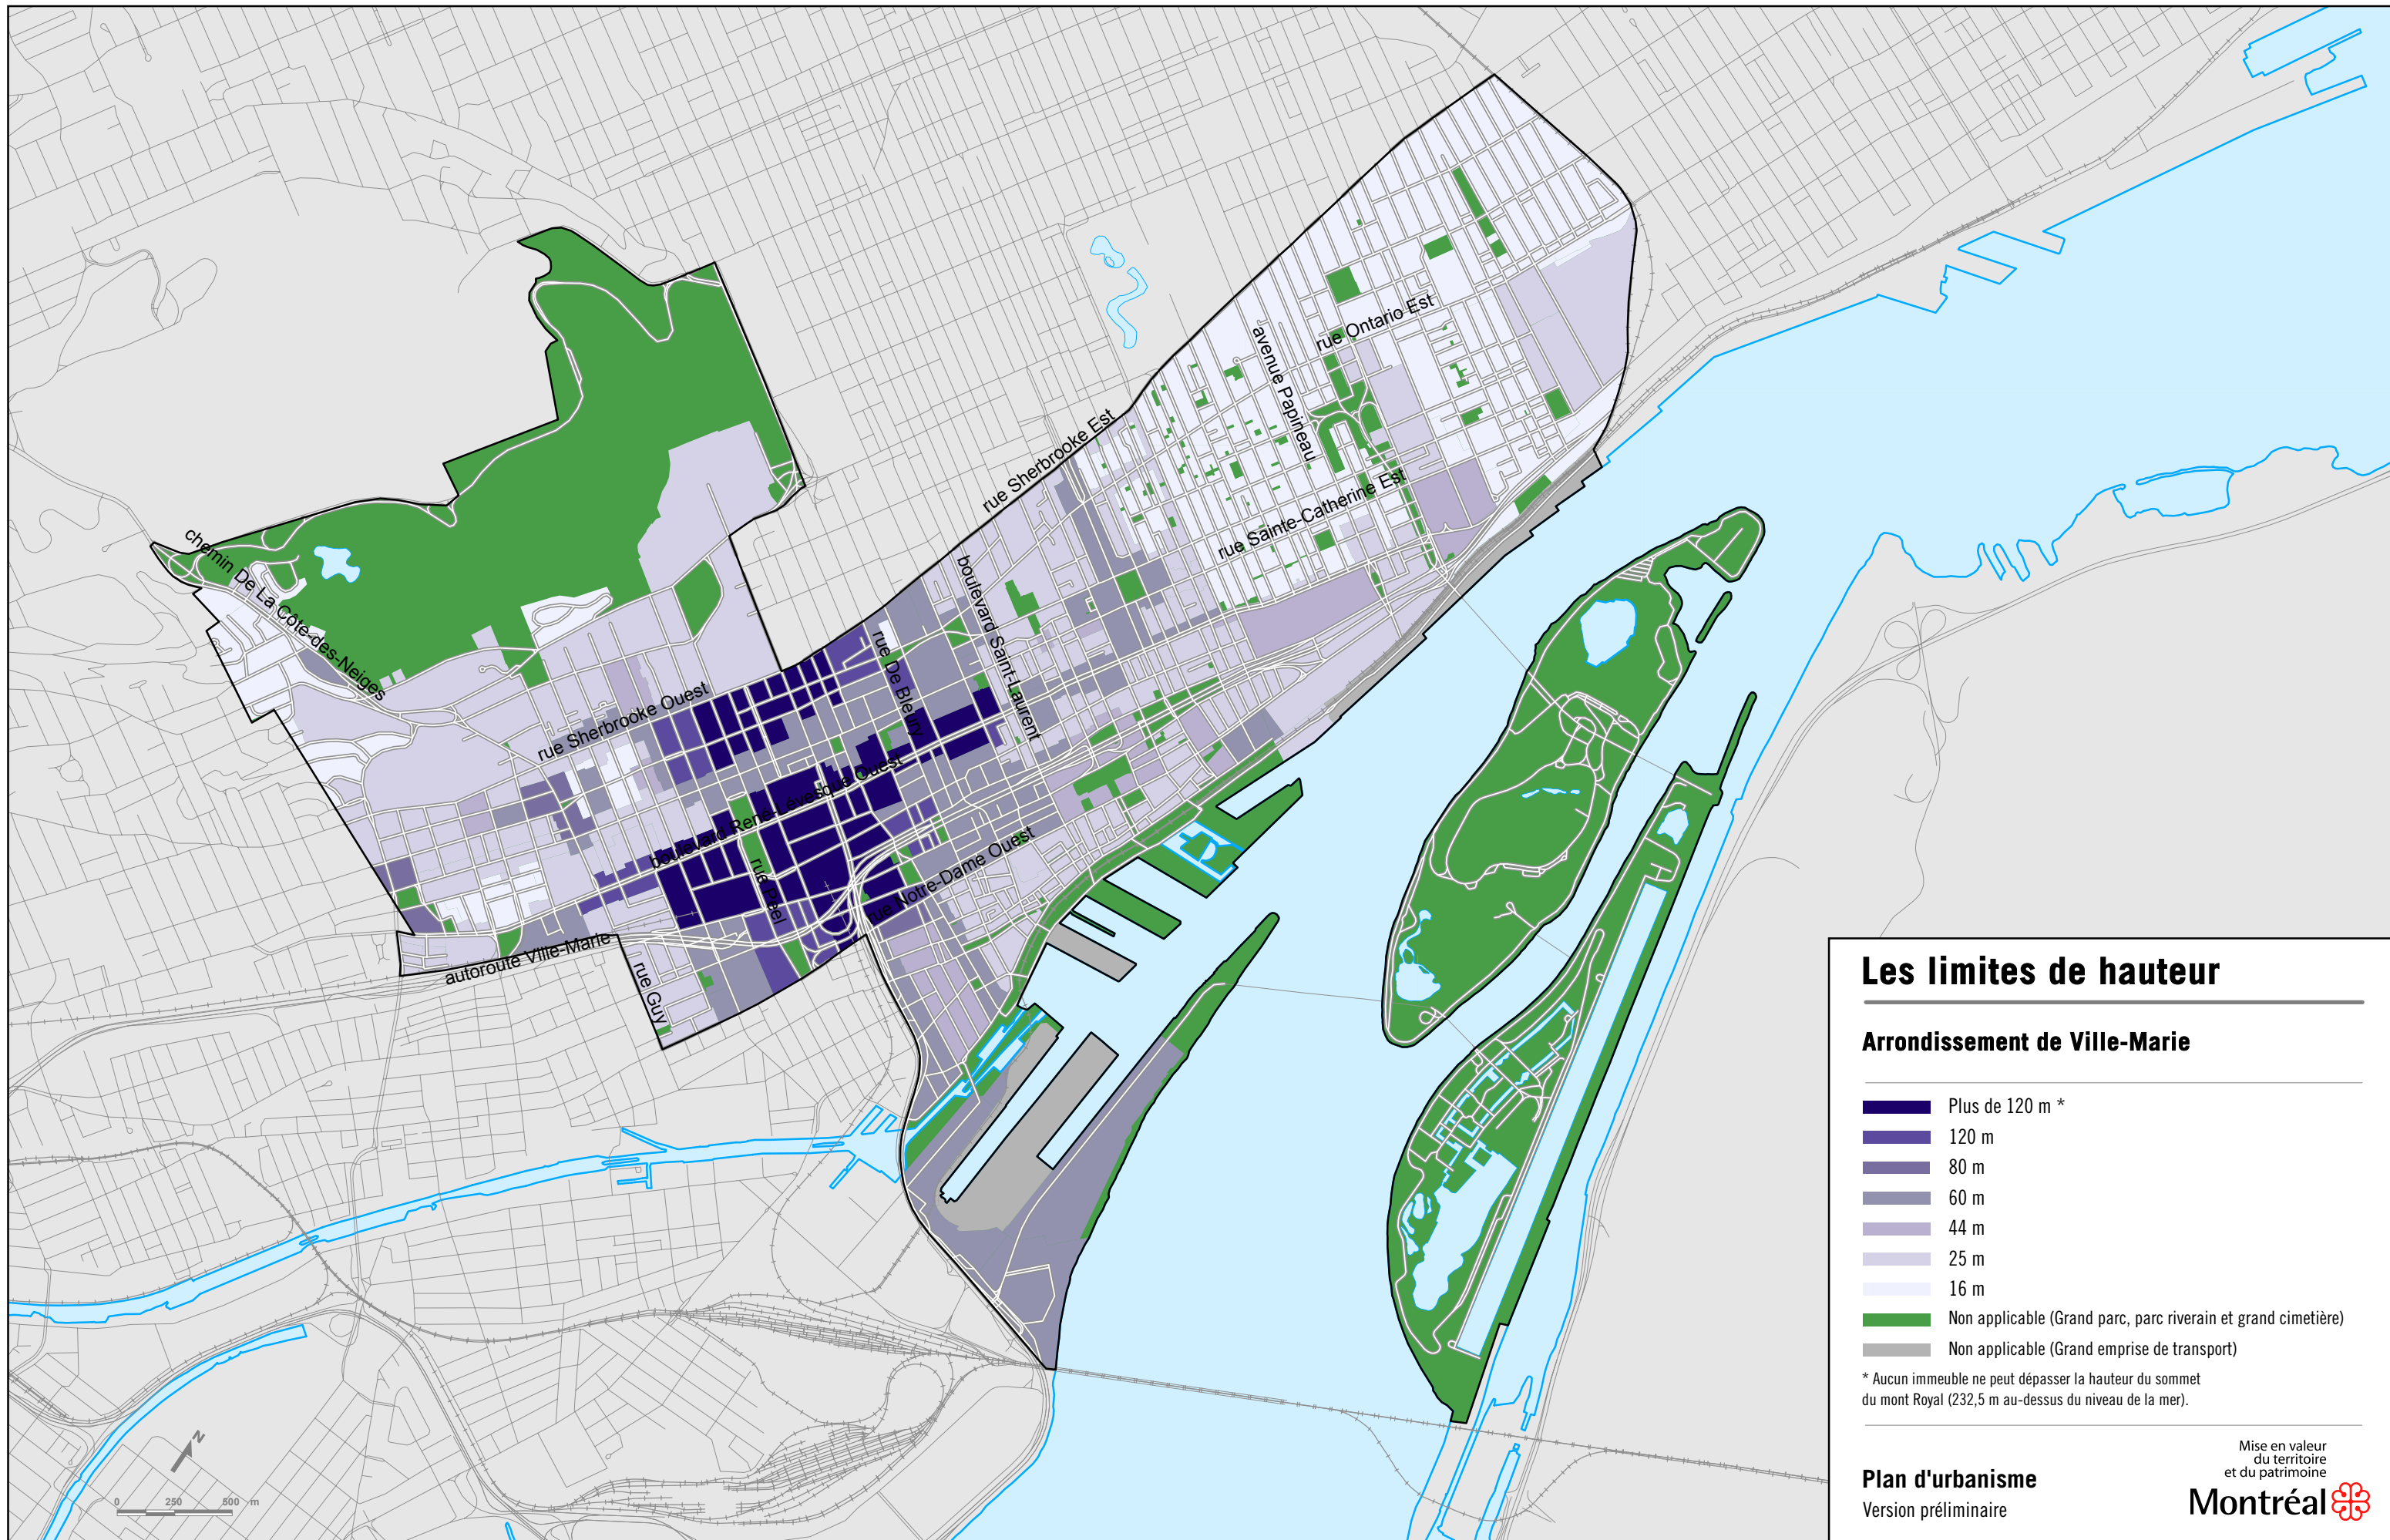 rue Ontario Est
avenue Papineau
rue Sherbrooke Est
rue Sainte-Catherine Est
chemin De La Côte-des-Neiges
boulevard Saint-Laurent
rue De Bleury
rue Sherbrooke Ouest
boulevard René-Lévesque Ouest
rue Peel
rue Notre-Dame Ouest
autoroute Ville-Marie
rue Guy
N
0 250 500 m
Les limites de hauteur
Arrondissement de Ville-Marie
Plus de 120 m *
120 m
80 m
60 m
44 m
25 m
16 m
Non applicable (Grand parc, parc riverain et grand cimetière)
Non applicable (Grand emprise de transport)
* Aucun immeuble ne peut dépasser la hauteur du sommet
du mont Royal (232,5 m au-dessus du niveau de la mer).
Plan d'urbanisme
Version préliminaire
Mise en valeur
du territoire
et du patrimoine
Montréal